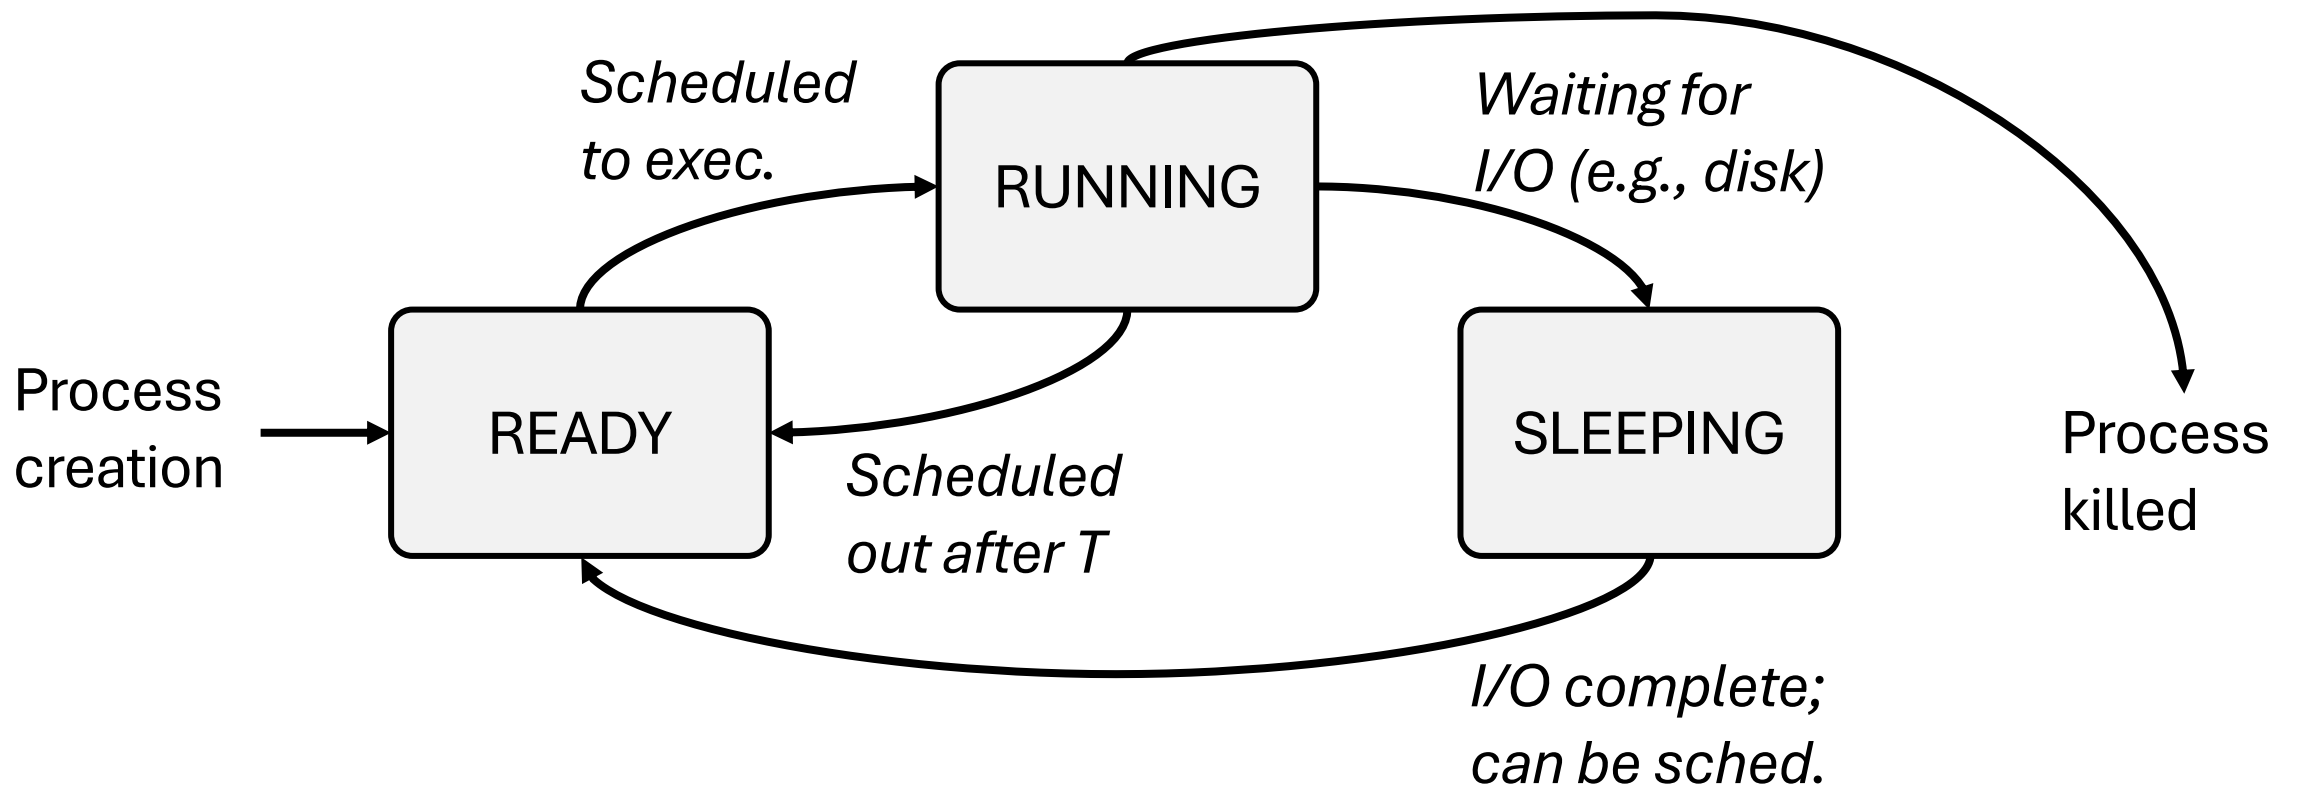 Scheduled
to exec.
RUNNING
Waiting for
I/O (e.g., disk)
Process
creation
READY
Scheduled
out after T
SLEEPING
Process
killed
I/O complete;
can be sched.